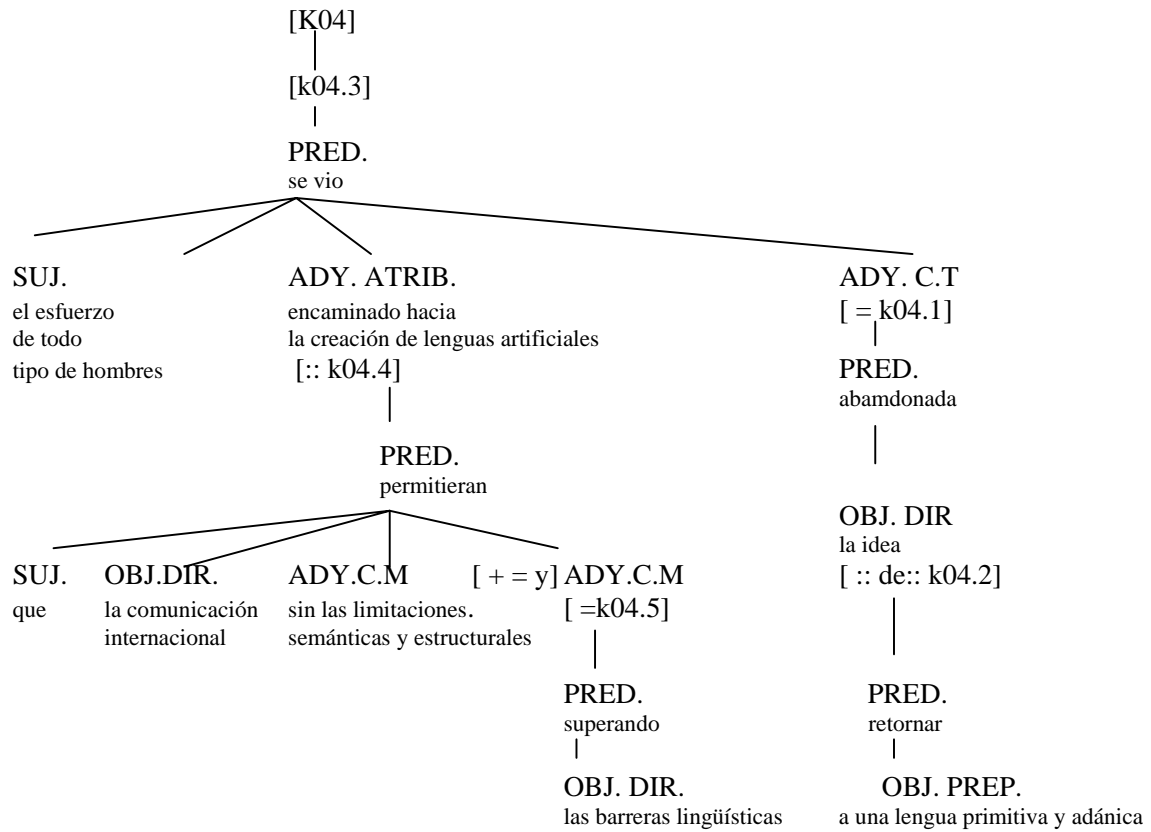 [K04]
[k04.3]
PRED.
se vio
SUJ. ADY. ATRIB. ADY. C.T
el esfuerzo encaminado hacia [ = k04.1]
de todo la creación de lenguas artificiales
tipo de hombres [:: k04.4] PRED.
abamdonada
PRED.
permitieran
OBJ. DIR
la idea
SUJ. OBJ.DIR. ADY.C.M [ + = y] ADY.C.M [ :: de:: k04.2]
que la comunicación sin las limitaciones. [ =k04.5]
internacional semánticas y estructurales
PRED. PRED.
superando retornar
OBJ. DIR. OBJ. PREP.
las barreras lingüísticas a una lengua primitiva y adánica